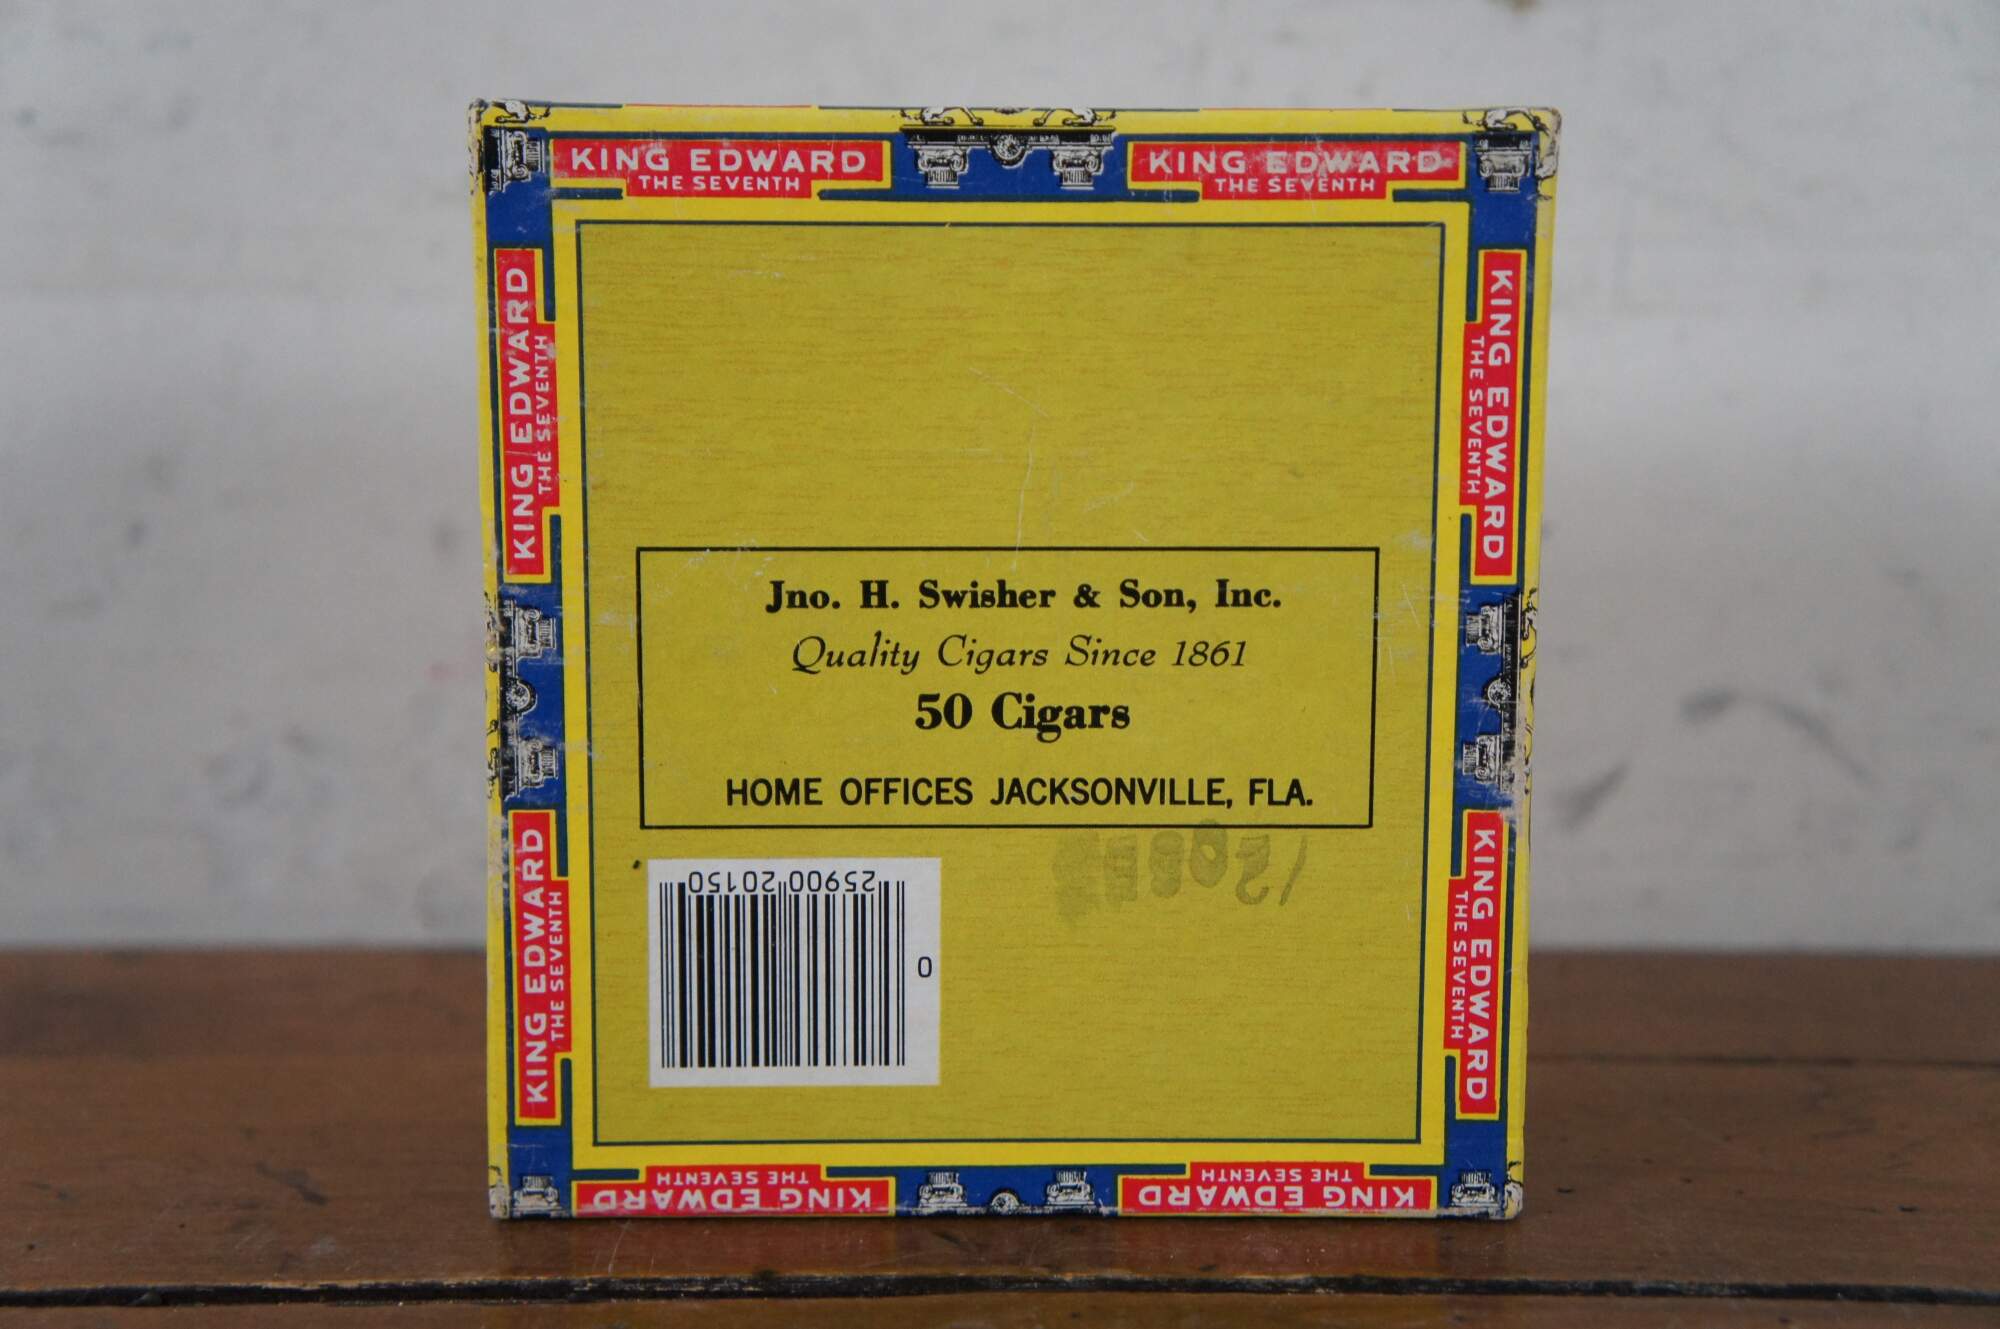 KING EDWARD
THE SEVENTH
KING EDWARD
THE SEVENTH
KING EDWARD
THE SEVENTH
KING EDWARD
THE SEVENTH
Jno. H. Swisher & Son, Inc.
Quality Cigars Since 1861
50 Cigars
HOME OFFICES JACKSONVILLE, FLA.
25900 20150
0
KING EDWARD
THE SEVENTH
KING EDWARD
THE SEVENTH
KING EDWARD
THE SEVENTH
KING EDWARD
THE SEVENTH